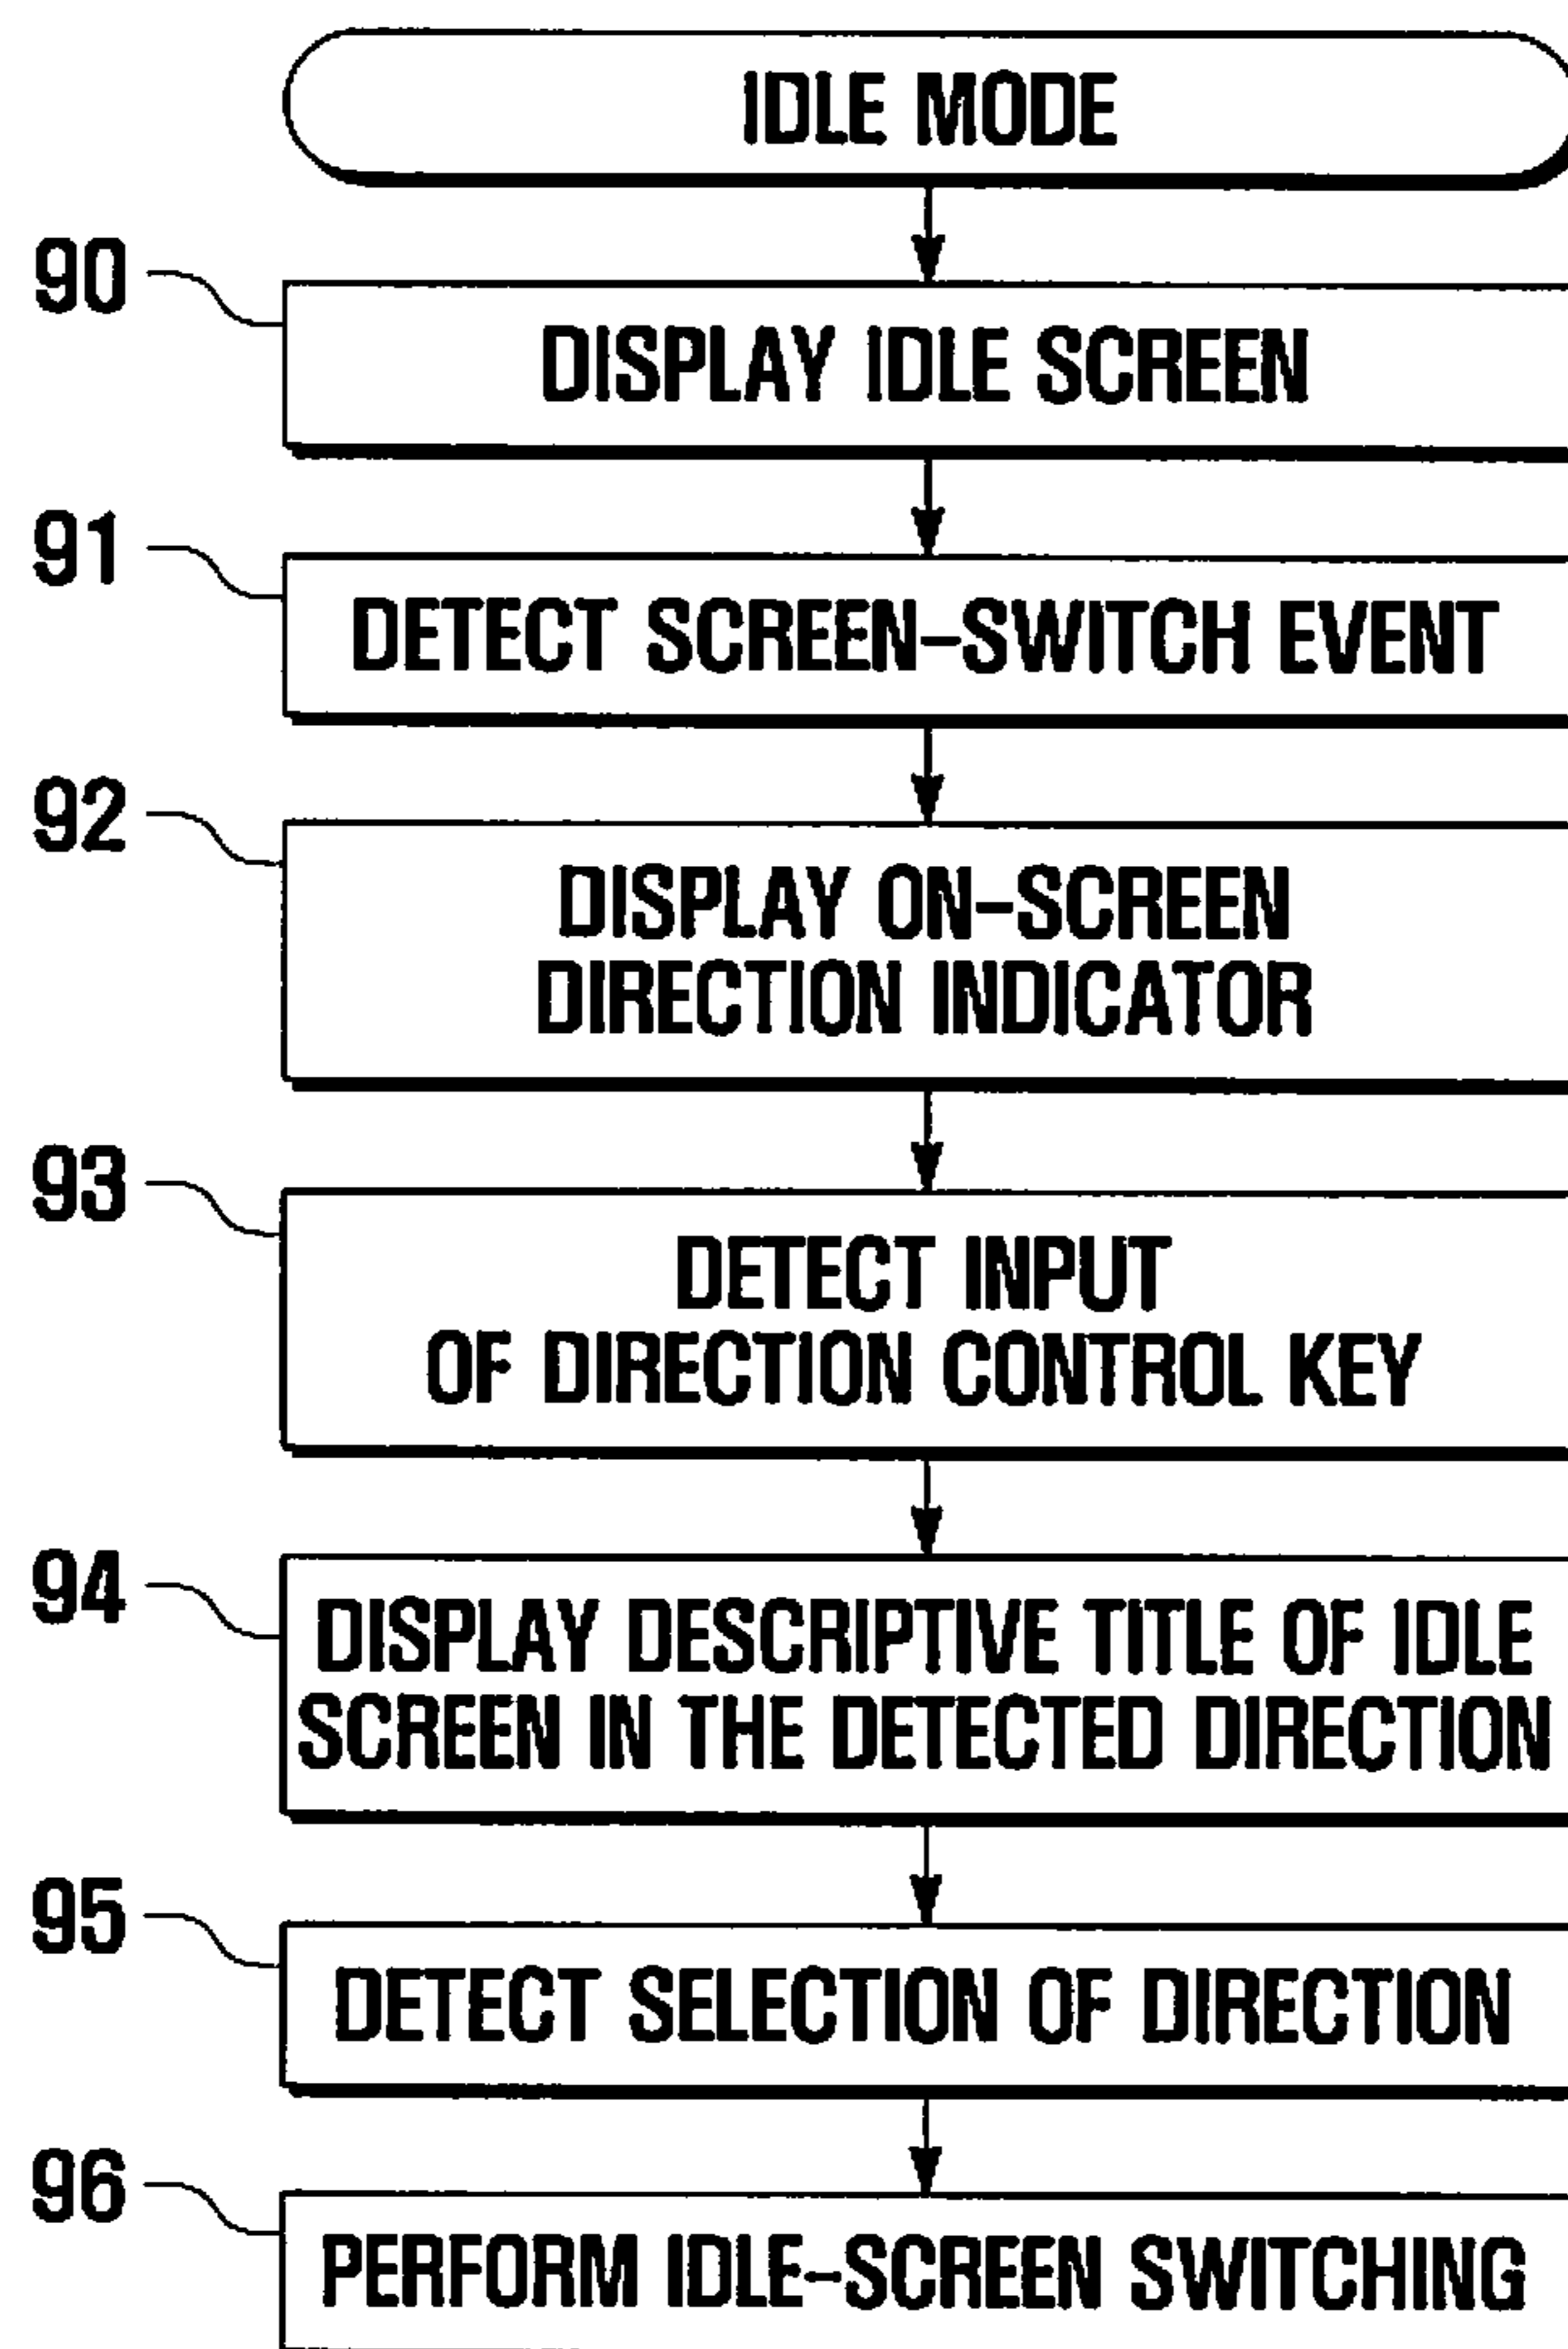 IDLE MODE
90
DISPLAY IDLE SCREEN
91
DETECT SCREEN-SWITCH EVENT
92
DISPLAY ON-SCREEN
DIRECTION INDICATOR
93
DETECT INPUT
OF DIRECTION CONTROL KEY
94
DISPLAY DESCRIPTIVE TITLE OF IDLE
SCREEN IN THE DETECTED DIRECTION
95
DETECT SELECTION OF DIRECTION
96
PERFORM IDLE-SCREEN SWITCHING